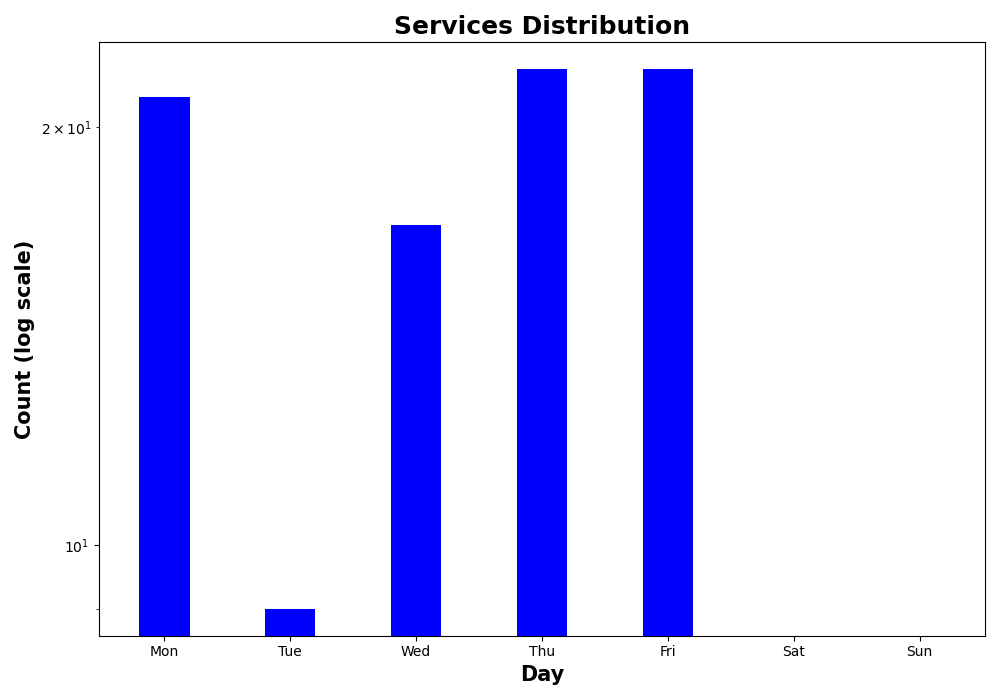 Services Distribution
Count (log scale)
2 × 10¹
10¹
Mon Tue Wed Thu Fri Sat Sun
Day